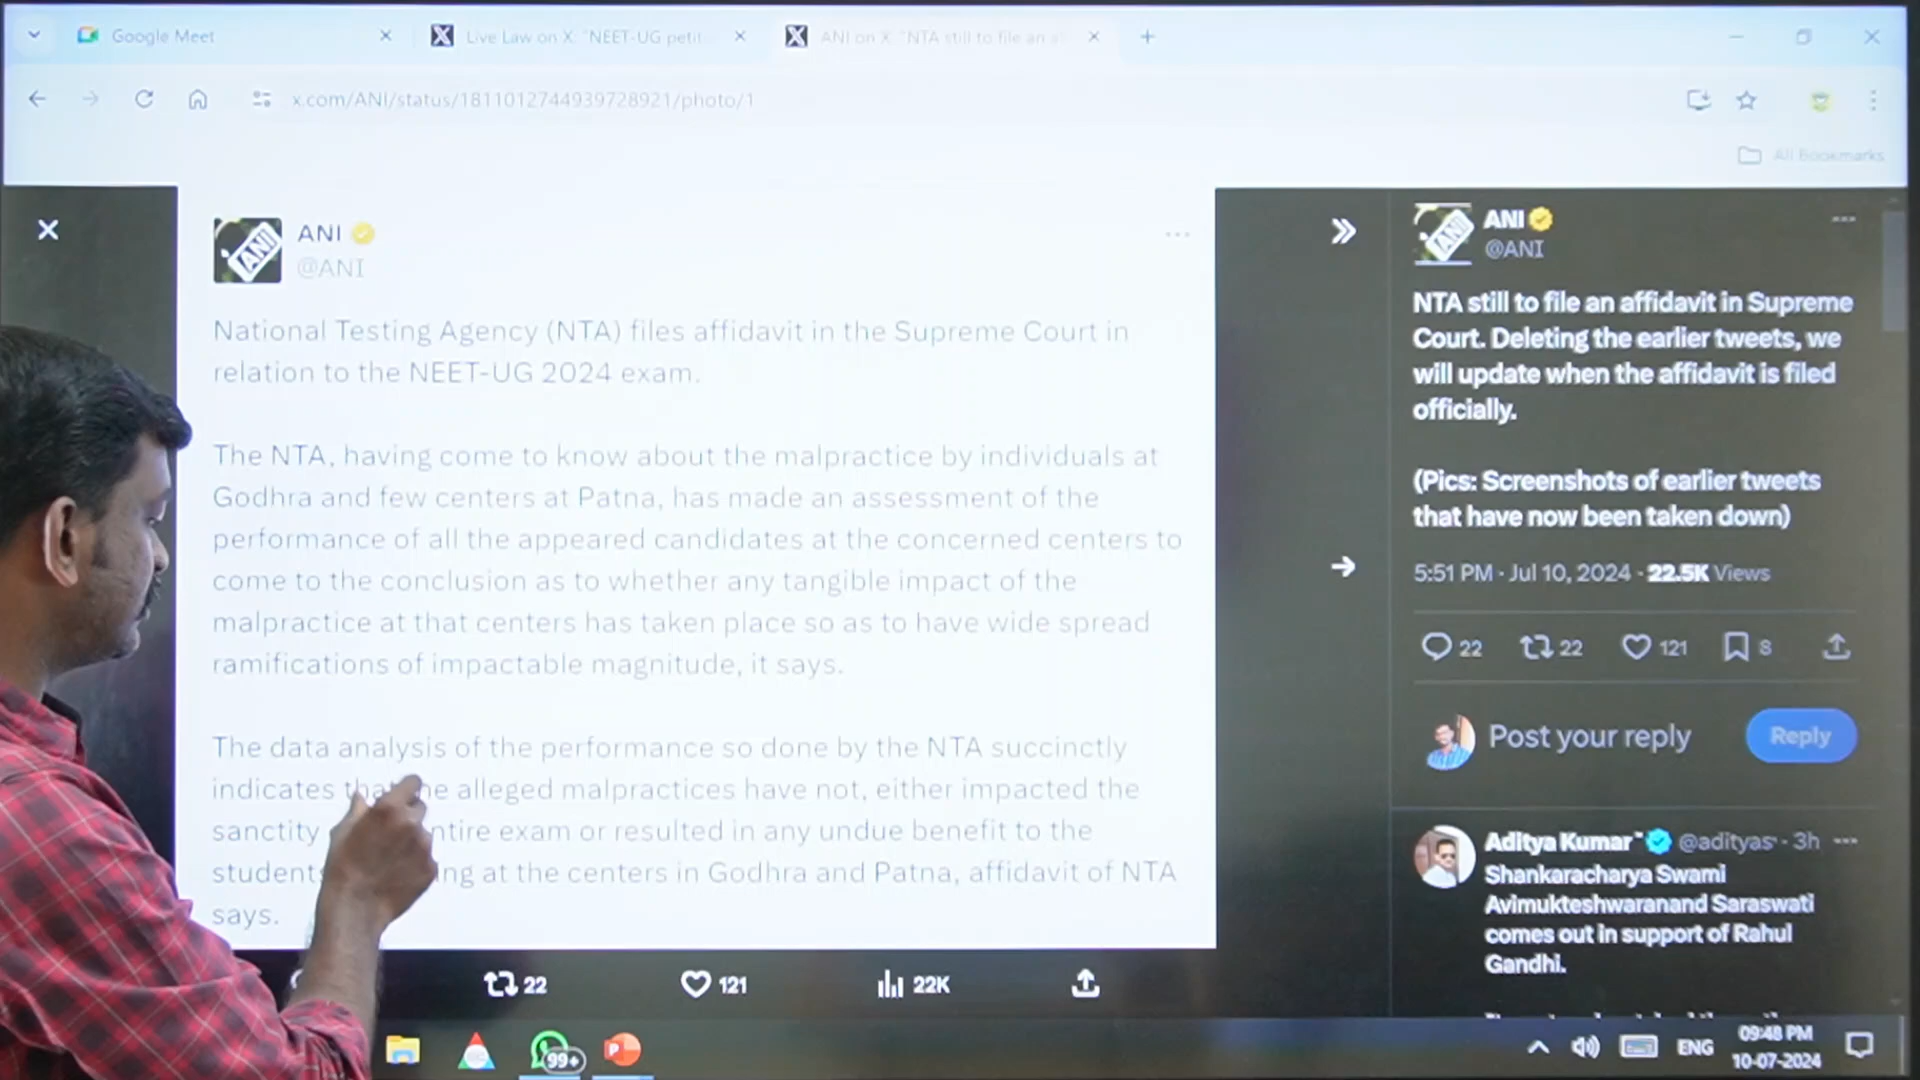 Google Meet
Live Law on X: "NEET-UG petit
ANI on X: "NTA still to file an a
x.com/ANI/status/1811012744939728921/photo/1
All Bookmarks
ANI
@ANI
National Testing Agency (NTA) files affidavit in the Supreme Court in
relation to the NEET-UG 2024 exam.
The NTA, having come to know about the malpractice by individuals at
Godhra and few centers at Patna, has made an assessment of the
performance of all the appeared candidates at the concerned centers to
come to the conclusion as to whether any tangible impact of the
malpractice at that centers has taken place so as to have wide spread
ramifications of impactable magnitude, it says.
The data analysis of the performance so done by the NTA succinctly
indicates that he alleged malpractices have not, either impacted the
sanctity ntire exam or resulted in any undue benefit to the
students ng at the centers in Godhra and Patna, affidavit of NTA
says.
22
121
22K
ANI
@ANI
NTA still to file an affidavit in Supreme
Court. Deleting the earlier tweets, we
will update when the affidavit is filed
officially.
(Pics: Screenshots of earlier tweets
that have now been taken down)
5:51 PM · Jul 10, 2024 · 22.5K Views
22 22 121 8
Post your reply
Reply
Aditya Kumar @adityas · 3h
Shankaracharya Swami
Avimukteshwaranand Saraswati
comes out in support of Rahul
Gandhi.
99+
ENG
09:48 PM
10-07-2024